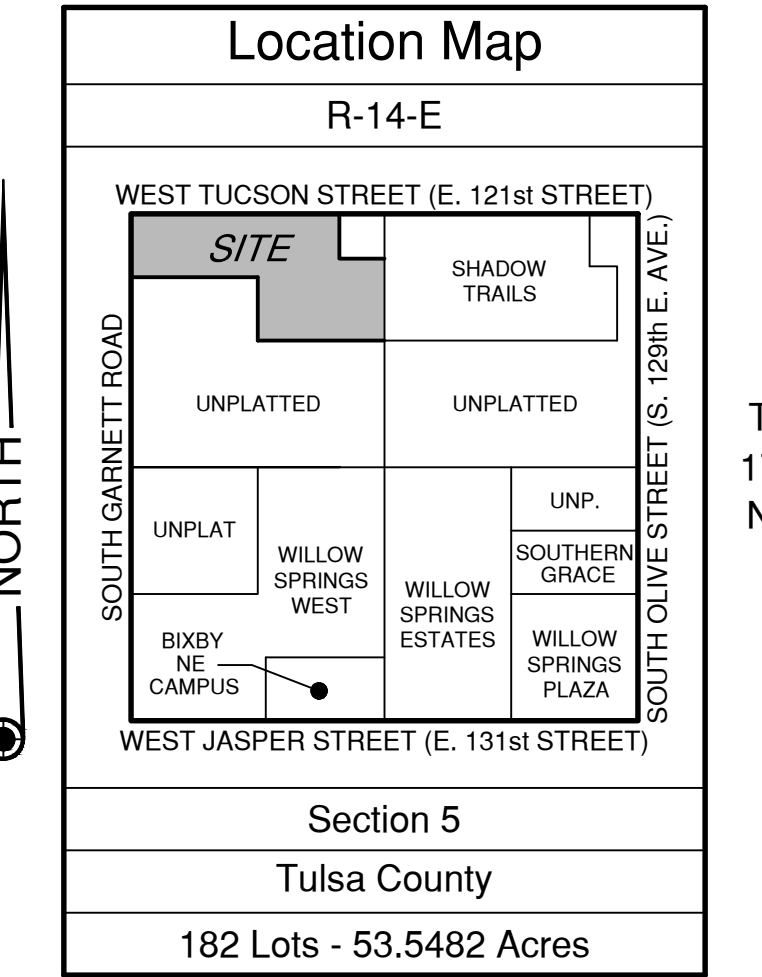 Location Map
R-14-E
WEST TUCSON STREET (E. 121st STREET)
SITE
SHADOW
TRAILS
SOUTH GARNETT ROAD
SOUTH OLIVE STREET (S. 129th E. AVE.)
UNPLATTED
UNPLATTED
NORTH
UNPLAT
WILLOW
SPRINGS
WEST
WILLOW
SPRINGS
ESTATES
UNP.
SOUTHERN
GRACE
BIXBY
NE
CAMPUS
WILLOW
SPRINGS
PLAZA
WEST JASPER STREET (E. 131st STREET)
Section 5
Tulsa County
182 Lots - 53.5482 Acres